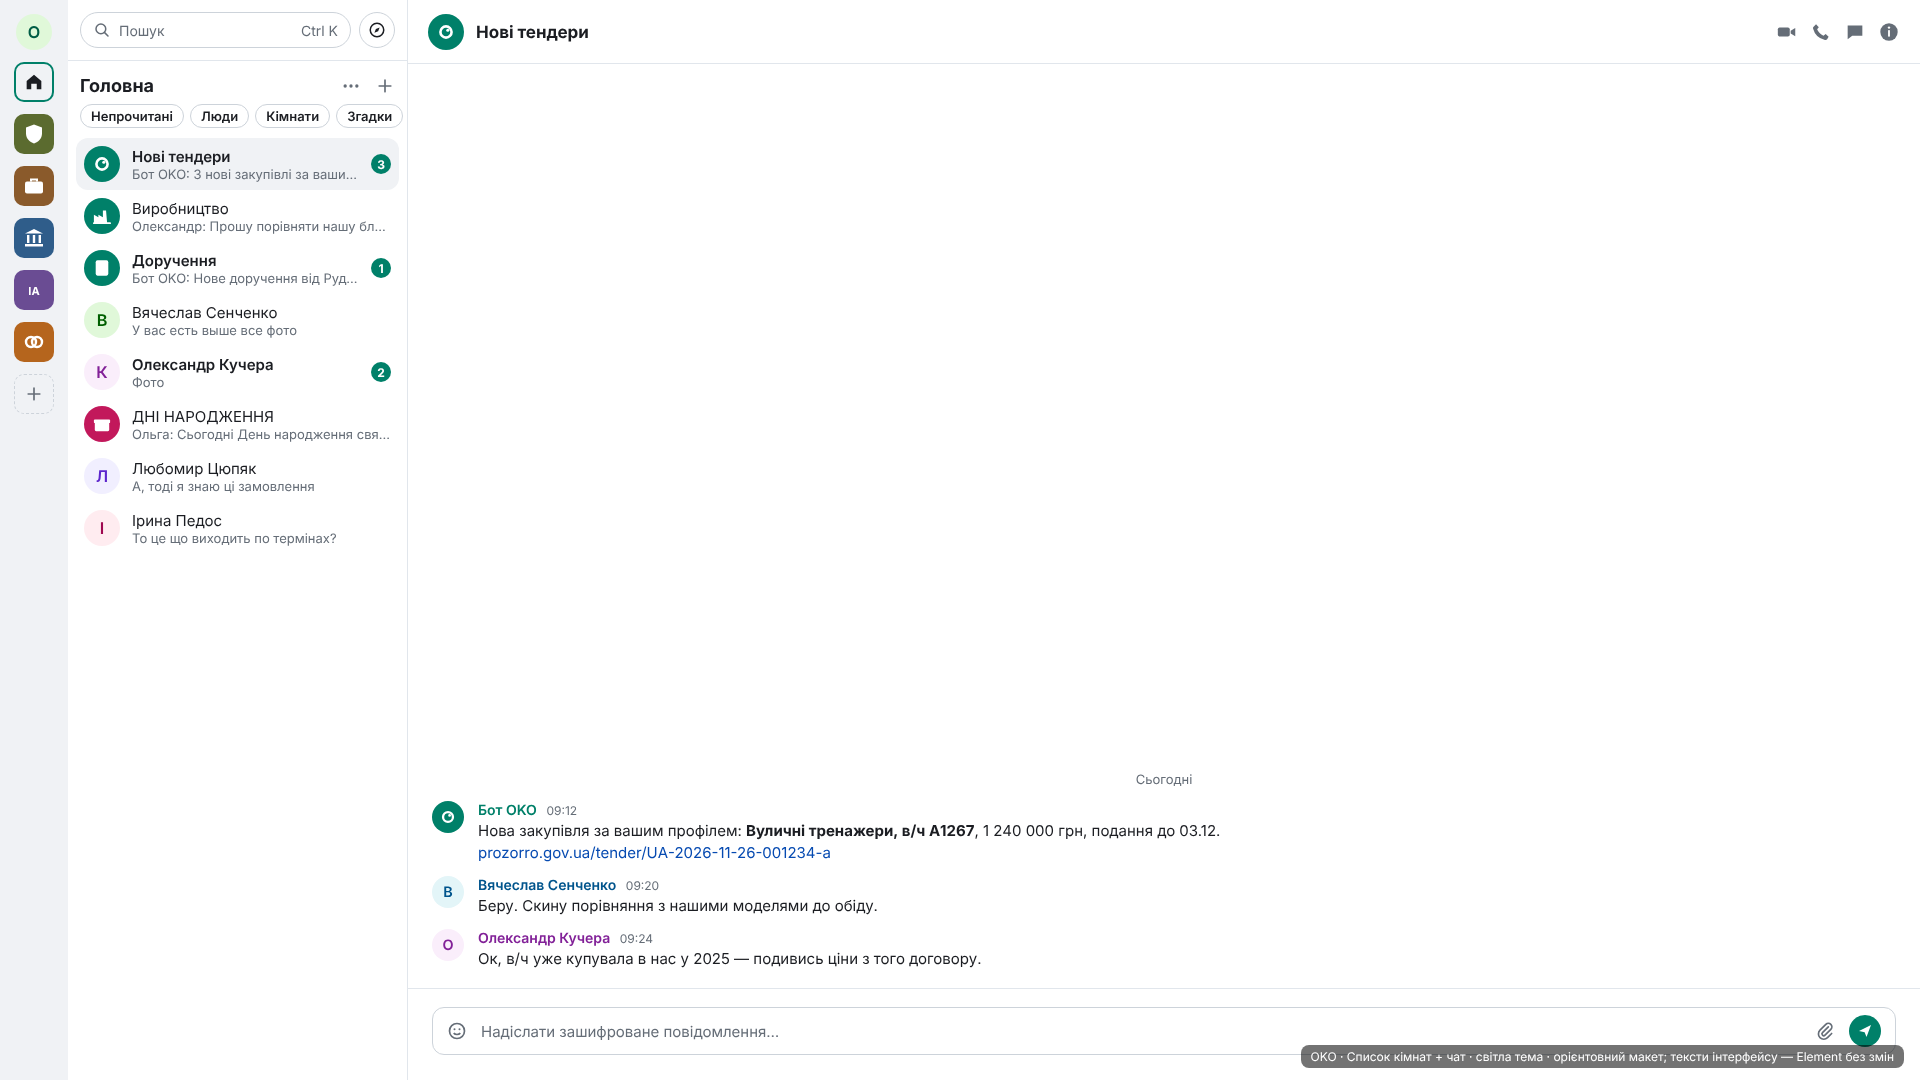 O
Пошук Ctrl K
Головна
Непрочитані Люди Кімнати Згадки
Нові тендери
Бот ОКО: 3 нові закупівлі за ваши...
3
Виробництво
Олександр: Прошу порівняти нашу бл...
Доручення
Бот ОКО: Нове доручення від Руд...
1
В
Вячеслав Сенченко
У вас есть выше все фото
К
Олександр Кучера
Фото
2
ДНІ НАРОДЖЕННЯ
Ольга: Сьогодні День народження свя...
Л
Любомир Цюпяк
А, тоді я знаю ці замовлення
І
Ірина Педос
То це що виходить по термінах?
ІА
Нові тендери
Сьогодні
Бот ОКО 09:12
Нова закупівля за вашим профілем: Вуличні тренажери, в/ч А1267, 1 240 000 грн, подання до 03.12.
prozorro.gov.ua/tender/UA-2026-11-26-001234-a
В
Вячеслав Сенченко 09:20
Беру. Скину порівняння з нашими моделями до обіду.
О
Олександр Кучера 09:24
Ок, в/ч уже купувала в нас у 2025 — подивись ціни з того договору.
Надіслати зашифроване повідомлення...
ОКО · Список кімнат + чат · світла тема · орієнтовний макет; тексти інтерфейсу — Element без змін